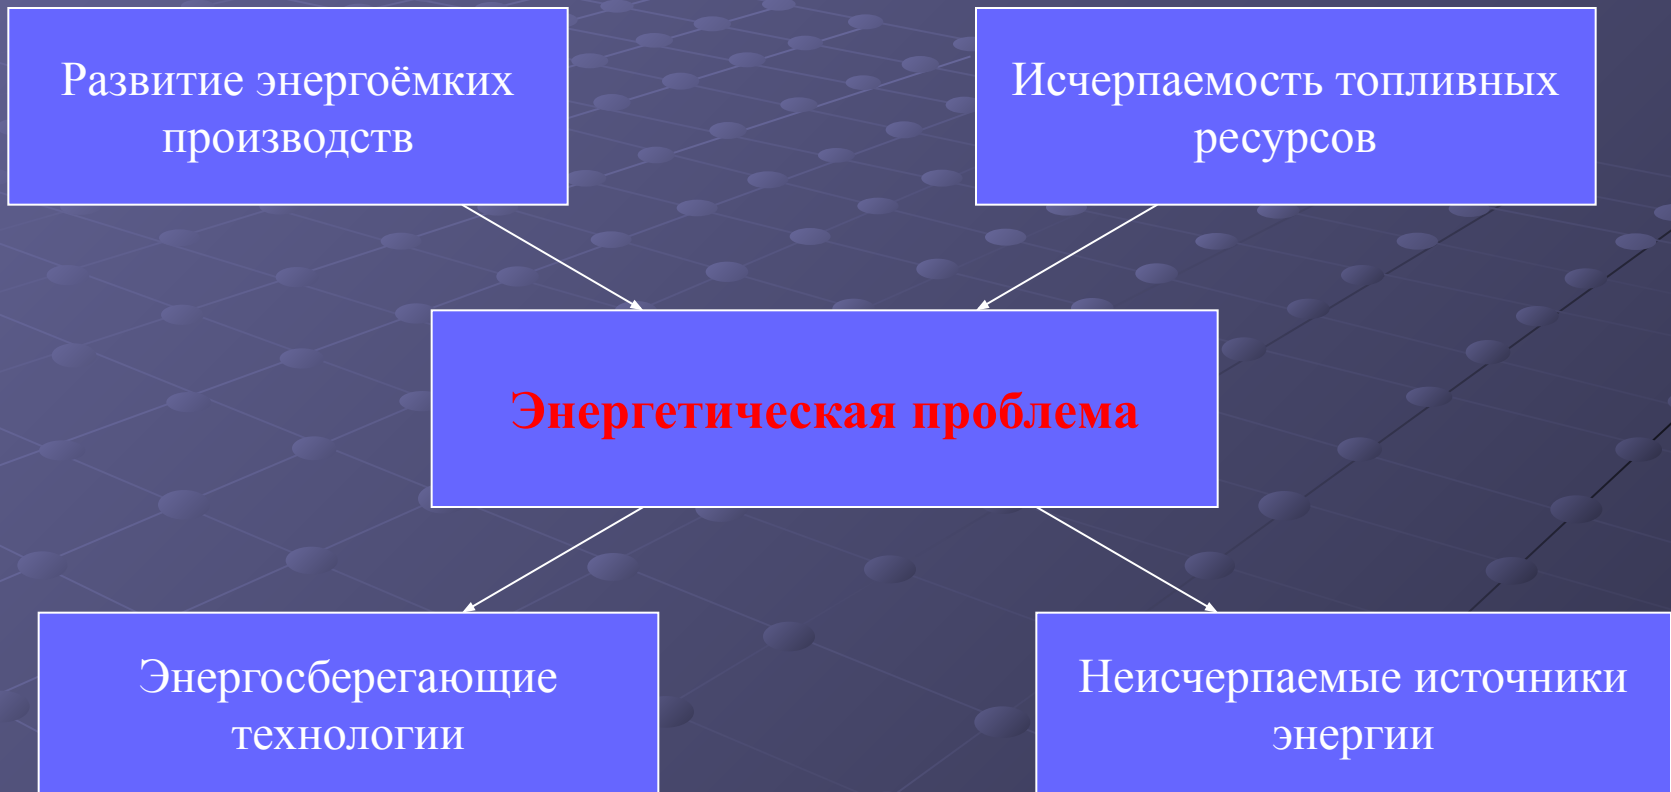 Развитие энергоёмких
производств
Исчерпаемость топливных
ресурсов
Энергетическая проблема
Энергосберегающие
технологии
Неисчерпаемые источники
энергии